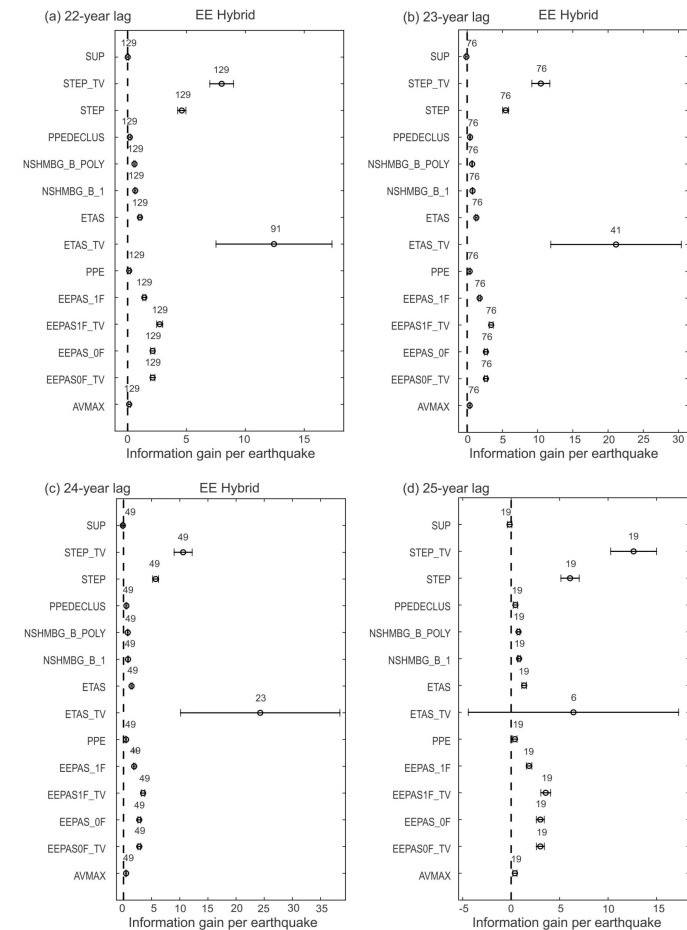 (a) 22-year lag
EE Hybrid
129
SUP
129
STEP_TV
129
STEP
129
PPEDECLUS
129
NSHMBG_B_POLY
129
NSHMBG_B_1
129
ETAS
91
ETAS_TV
129
PPE
129
EEPAS_1F
129
EEPAS1F_TV
129
EEPAS_0F
129
EEPAS0F_TV
129
AVMAX
0 5 10 15
Information gain per earthquake
(b) 23-year lag
EE Hybrid
76
SUP
76
STEP_TV
76
STEP
76
PPEDECLUS
76
NSHMBG_B_POLY
76
NSHMBG_B_1
76
ETAS
41
ETAS_TV
76
PPE
76
EEPAS_1F
76
EEPAS1F_TV
76
EEPAS_0F
76
EEPAS0F_TV
76
AVMAX
0 5 10 15 20 25 30
Information gain per earthquake
(c) 24-year lag
EE Hybrid
49
SUP
49
STEP_TV
49
STEP
49
PPEDECLUS
49
NSHMBG_B_POLY
49
NSHMBG_B_1
49
ETAS
23
ETAS_TV
49
PPE
49
EEPAS_1F
49
EEPAS1F_TV
49
EEPAS_0F
49
EEPAS0F_TV
49
AVMAX
0 5 10 15 20 25 30 35
Information gain per earthquake
(d) 25-year lag
19
SUP
19
STEP_TV
19
STEP
19
PPEDECLUS
19
NSHMBG_B_POLY
19
NSHMBG_B_1
19
ETAS
6
ETAS_TV
19
PPE
19
EEPAS_1F
19
EEPAS1F_TV
19
EEPAS_0F
19
EEPAS0F_TV
19
AVMAX
-5 0 5 10 15
Information gain per earthquake